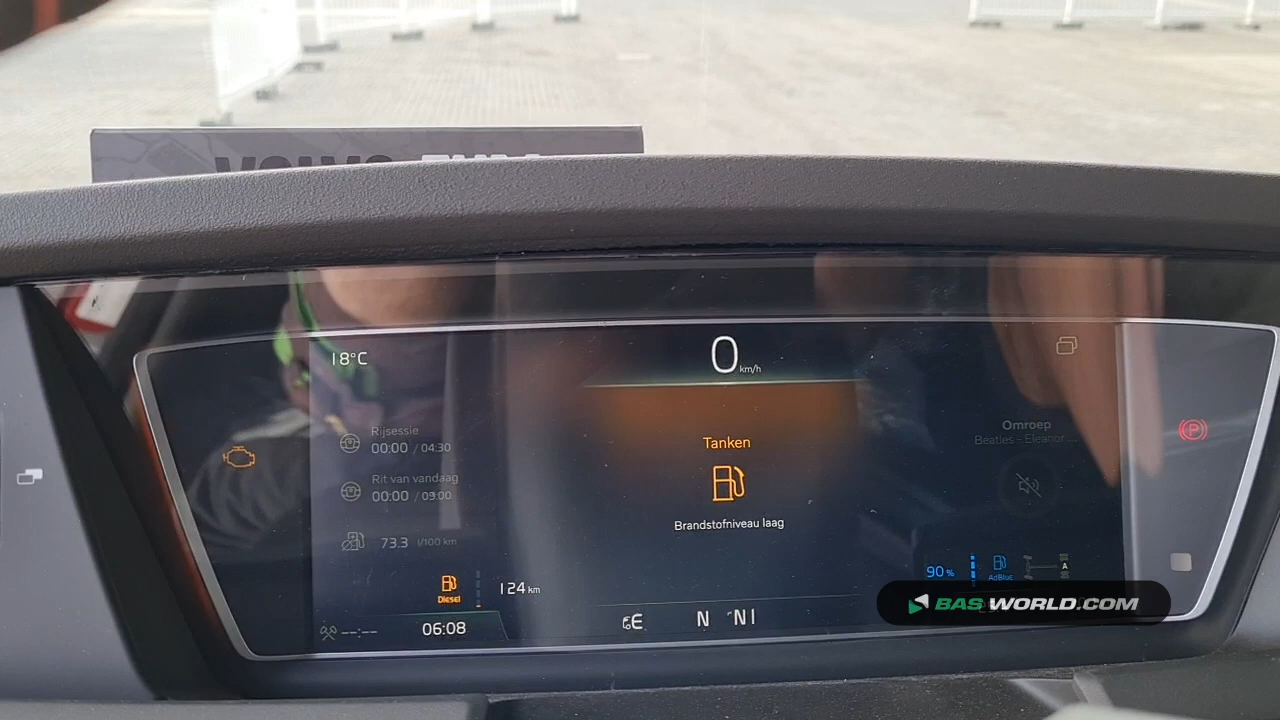 VOLVO
18°C
0 km/h
Rijsessie
00:00 / 04:30
Rit van vandaag
00:00 / 09:00
73.3 l/100 km
Diesel
124 km
--:--
06:08
Tanken
Brandstofniveau laag
E
N N1
Omroep
Beatles - Eleanor ...
P
90 %
AdBlue
A
BAS WORLD.COM